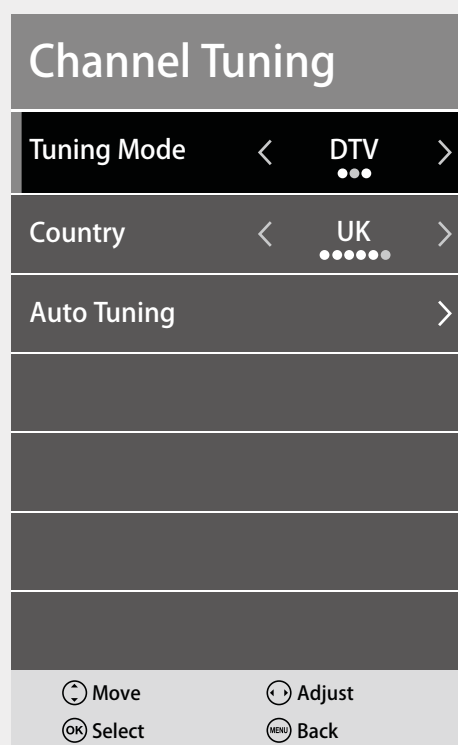 Channel Tuning
Tuning Mode < DTV >
Country < UK >
Auto Tuning >
Move Adjust
OK Select MENU Back